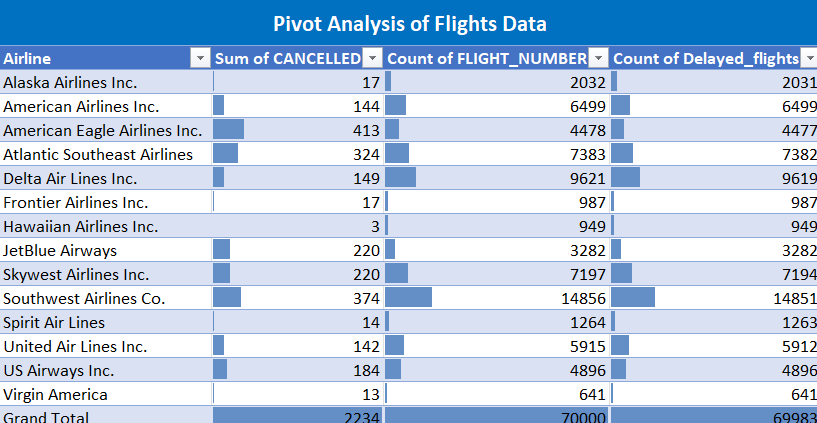 Pivot Analysis of Flights Data
Airline Sum of CANCELLED Count of FLIGHT_NUMBER Count of Delayed_flights
Alaska Airlines Inc. 17 2032 2031
American Airlines Inc. 144 6499 6499
American Eagle Airlines Inc. 413 4478 4477
Atlantic Southeast Airlines 324 7383 7382
Delta Air Lines Inc. 149 9621 9619
Frontier Airlines Inc. 17 987 987
Hawaiian Airlines Inc. 3 949 949
JetBlue Airways 220 3282 3282
Skywest Airlines Inc. 220 7197 7194
Southwest Airlines Co. 374 14856 14851
Spirit Air Lines 14 1264 1263
United Air Lines Inc. 142 5915 5912
US Airways Inc. 184 4896 4896
Virgin America 13 641 641
Grand Total 2234 70000 69983